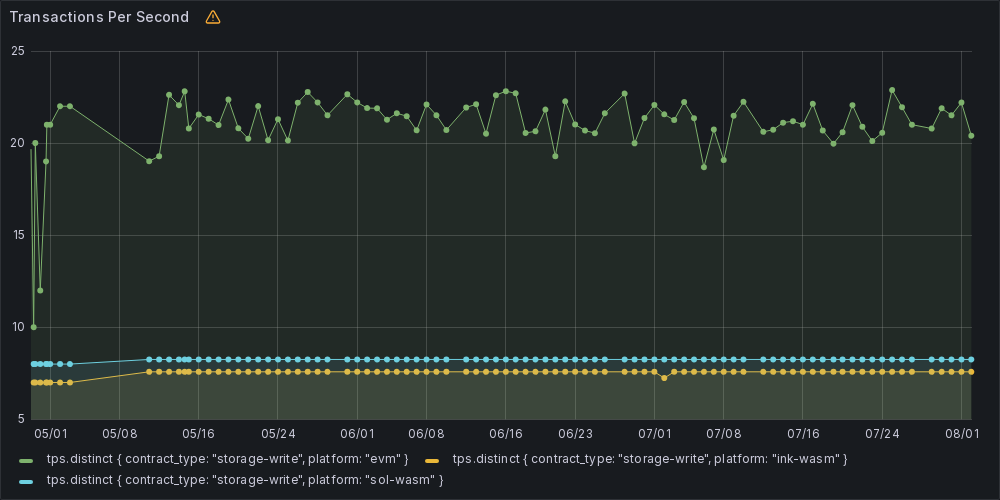 Transactions Per Second
25
20
15
10
5
05/01 05/08 05/16 05/24 06/01 06/08 06/16 06/23 07/01 07/08 07/16 07/24 08/01
tps.distinct { contract_type: "storage-write", platform: "evm" } tps.distinct { contract_type: "storage-write", platform: "ink-wasm" }
tps.distinct { contract_type: "storage-write", platform: "sol-wasm" }